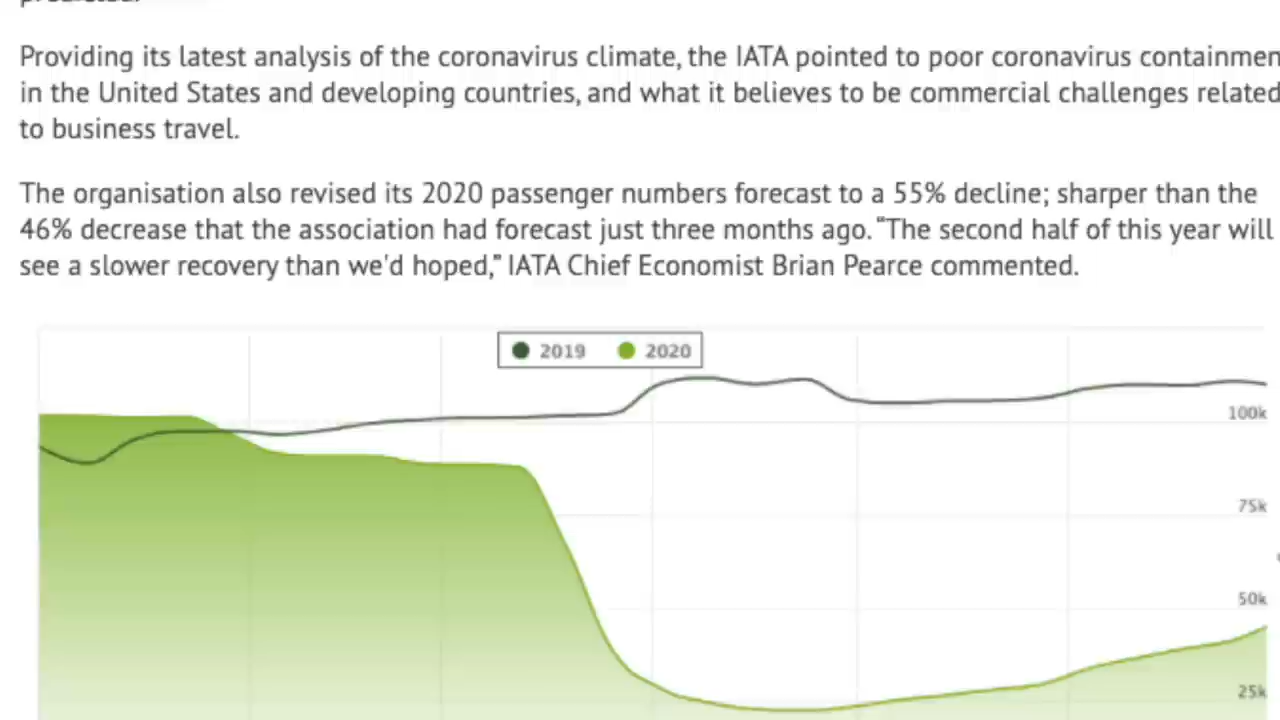 Providing its latest analysis of the coronavirus climate, the IATA pointed to poor coronavirus containmen
in the United States and developing countries, and what it believes to be commercial challenges related
to business travel.
The organisation also revised its 2020 passenger numbers forecast to a 55% decline; sharper than the
46% decrease that the association had forecast just three months ago. “The second half of this year will
see a slower recovery than we'd hoped,” IATA Chief Economist Brian Pearce commented.
2019 2020
100k
75k
50k
25k